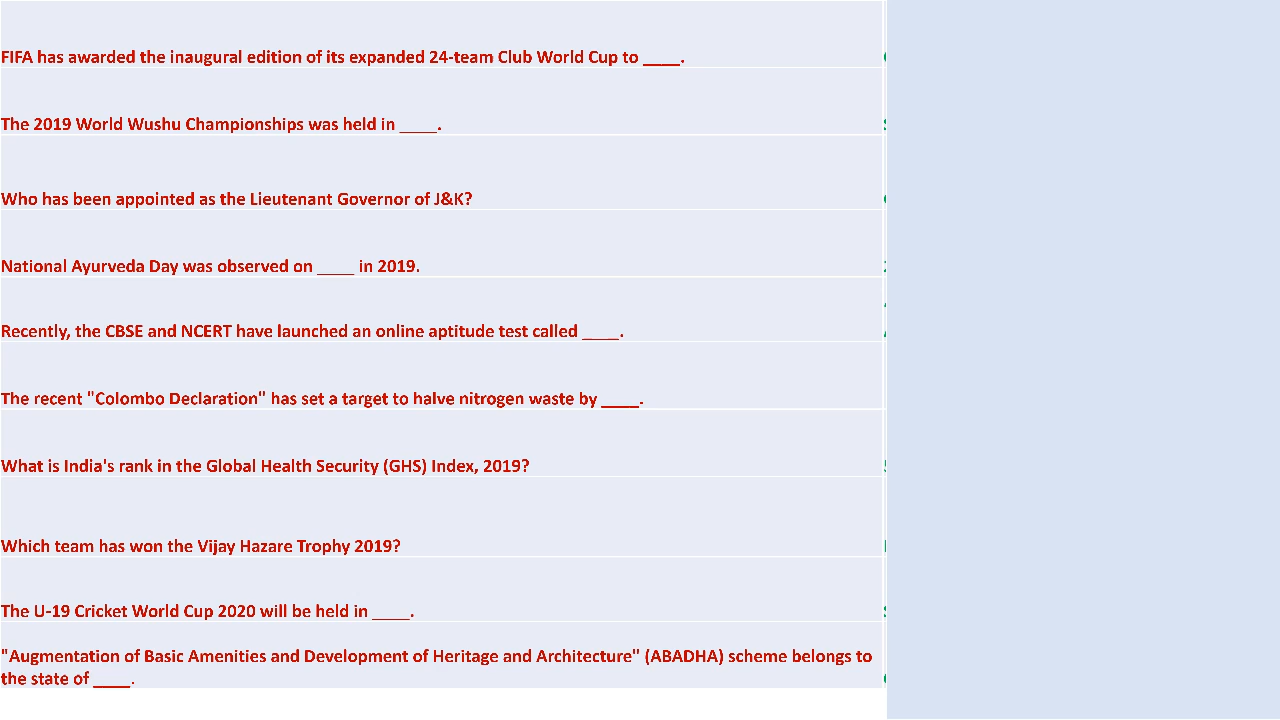 FIFA has awarded the inaugural edition of its expanded 24-team Club World Cup to ____.
The 2019 World Wushu Championships was held in ____.
Who has been appointed as the Lieutenant Governor of J&K?
National Ayurveda Day was observed on ____ in 2019.
Recently, the CBSE and NCERT have launched an online aptitude test called ____.
The recent "Colombo Declaration" has set a target to halve nitrogen waste by ____.
What is India's rank in the Global Health Security (GHS) Index, 2019?
Which team has won the Vijay Hazare Trophy 2019?
The U-19 Cricket World Cup 2020 will be held in ____.
"Augmentation of Basic Amenities and Development of Heritage and Architecture" (ABADHA) scheme belongs to
the state of ____.